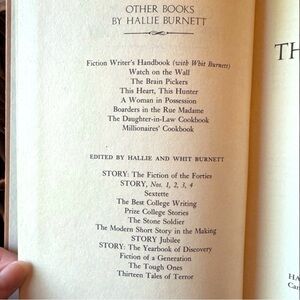 OTHER BOOKS
BY HALLIE BURNETT
Fiction Writer's Handbook (with Whit Burnett)
Watch on the Wall
The Brain Pickers
This Heart, This Hunter
A Woman in Possession
Boarders in the Rue Madame
The Daughter-in-Law Cookbook
Millionaires' Cookbook
EDITED BY HALLIE AND WHIT BURNETT
STORY: The Fiction of the Forties
STORY, Nos. 1, 2, 3, 4
Sextette
The Best College Writing
Prize College Stories
The Stone Soldier
The Modern Short Story in the Making
STORY Jubilee
STORY: The Yearbook of Discovery
Fiction of a Generation
The Tough Ones
Thirteen Tales of Terror
TH
HA